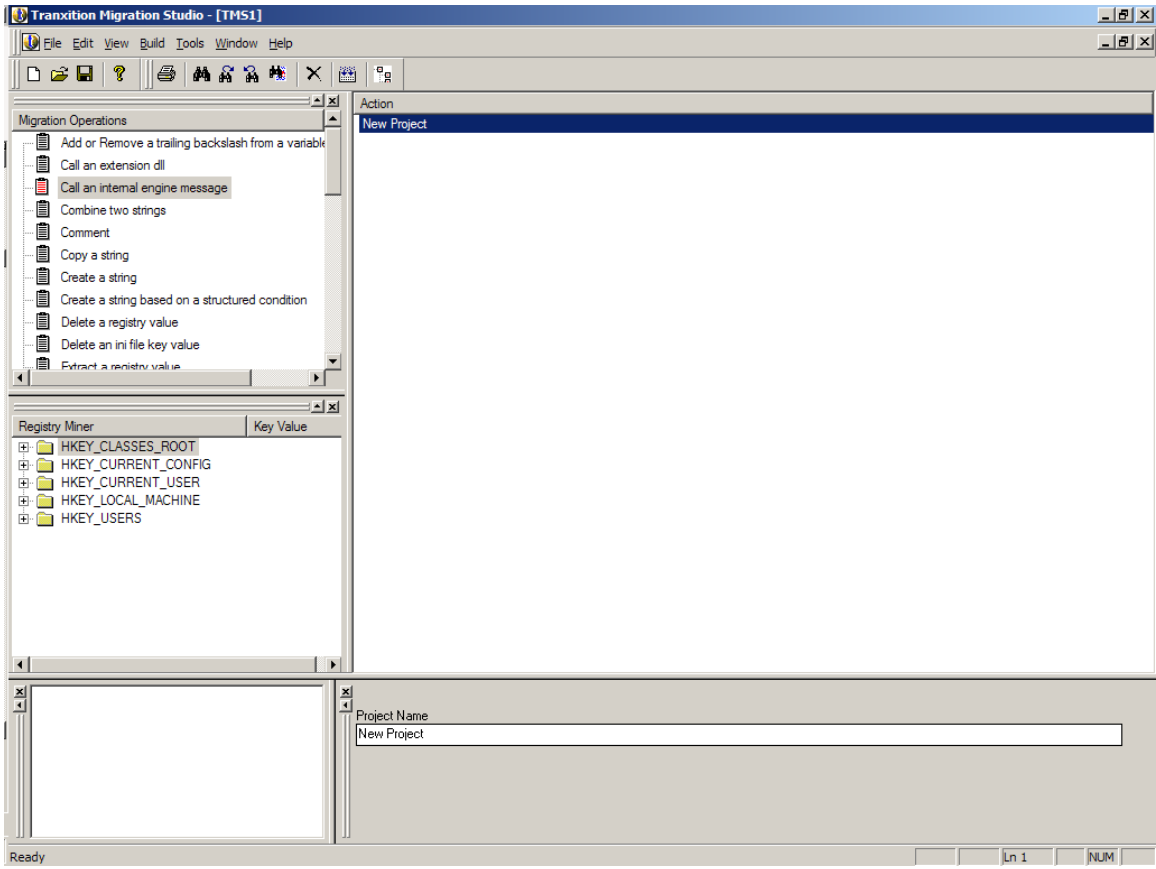 Tranxition Migration Studio - [TMS1]
File Edit View Build Tools Window Help
Migration Operations
Add or Remove a trailing backslash from a variable
Call an extension dll
Call an internal engine message
Combine two strings
Comment
Copy a string
Create a string
Create a string based on a structured condition
Delete a registry value
Delete an ini file key value
Extract a registry value
Action
New Project
Registry Miner Key Value
HKEY_CLASSES_ROOT
HKEY_CURRENT_CONFIG
HKEY_CURRENT_USER
HKEY_LOCAL_MACHINE
HKEY_USERS
Project Name
New Project
Ready Ln 1 NUM